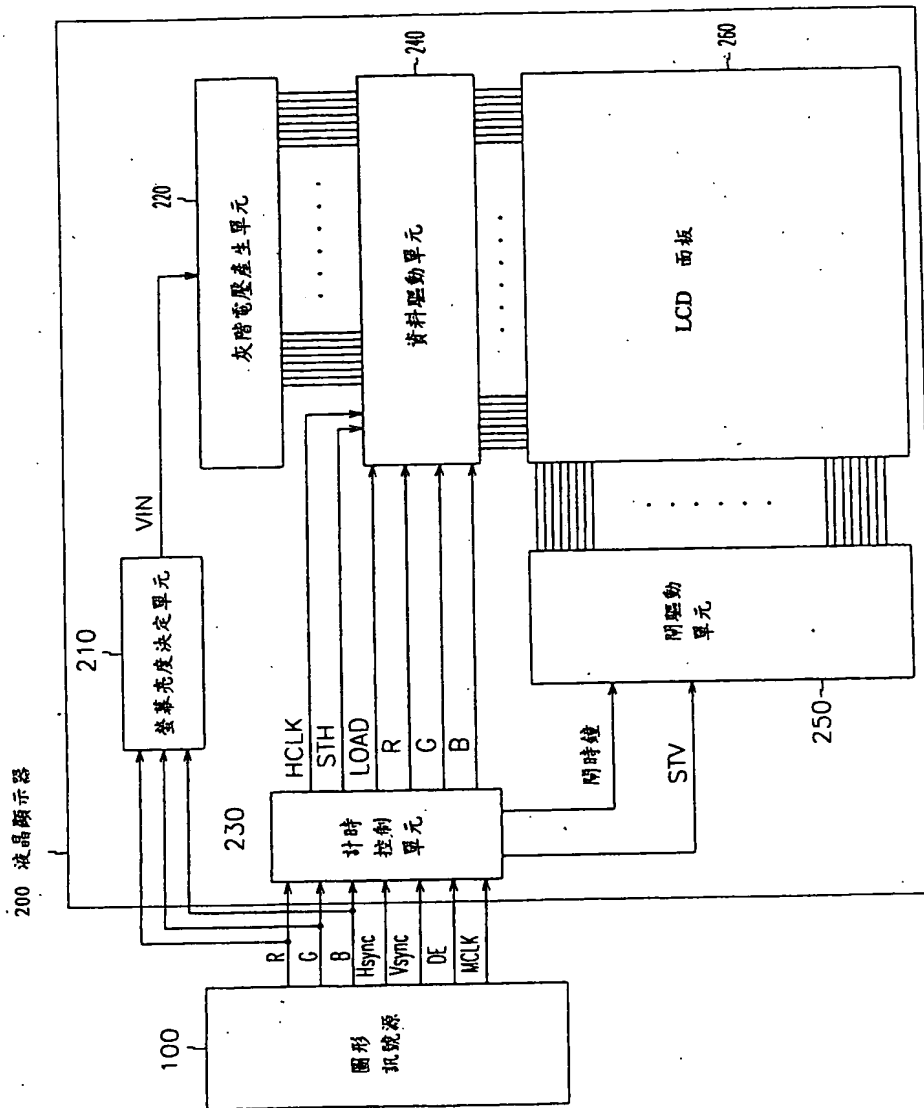 200 液晶顯示器
210
螢幕亮度決定單元
VIN
220
灰階電壓產生單元
100
圖形
訊號源
R
G
B
Hsync
Vsync
DE
MCLK
230
計時
控制
單元
HCLK
STH
LOAD
R
G
B
240
資料驅動單元
閘時鐘
STV
250
閘驅動
單元
260
LCD 面板